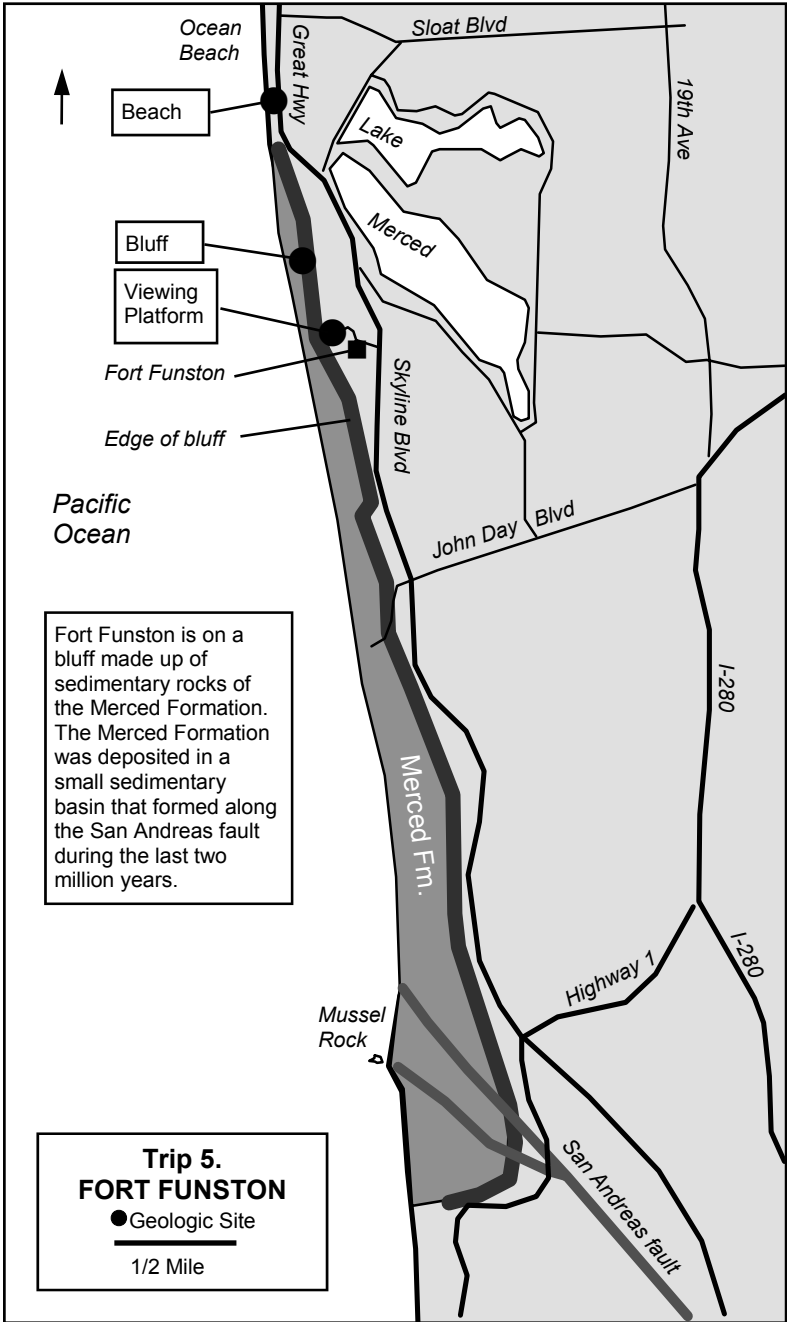 Ocean
Beach
Great Hwy
Sloat Blvd
19th Ave
Beach
Lake
Merced
Bluff
Viewing
Platform
Fort Funston
Skyline Blvd
Edge of bluff
Pacific
Ocean
John Day Blvd
Fort Funston is on a
bluff made up of
sedimentary rocks of
the Merced Formation.
The Merced Formation
was deposited in a
small sedimentary
basin that formed along
the San Andreas fault
during the last two
million years.
I-280
Merced Fm.
I-280
Highway 1
Mussel
Rock
San Andreas fault
Trip 5.
FORT FUNSTON
Geologic Site
1/2 Mile